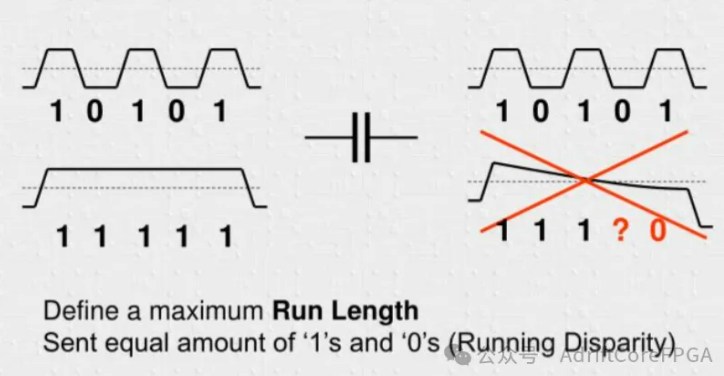 1 0 1 0 1
1 0 1 0 1
1 1 1 1 1
1 1 1 ? 0
Define a maximum Run Length
Sent equal amount of ‘1’s and ‘0’s (Running Disparity)
公众号 · AdriftCoreFPGA